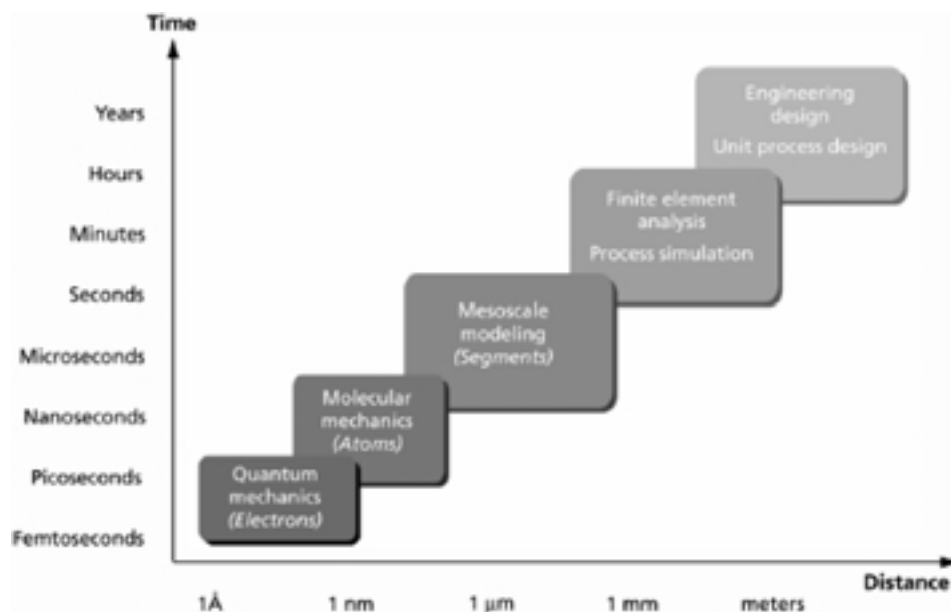 Time
Years
Hours
Minutes
Seconds
Microseconds
Nanoseconds
Picoseconds
Femtoseconds
Engineering
design
Unit process design
Finite element
analysis
Process simulation
Mesoscale
modeling
(Segments)
Molecular
mechanics
(Atoms)
Quantum
mechanics
(Electrons)
Distance
1Å
1 nm
1 μm
1 mm
meters